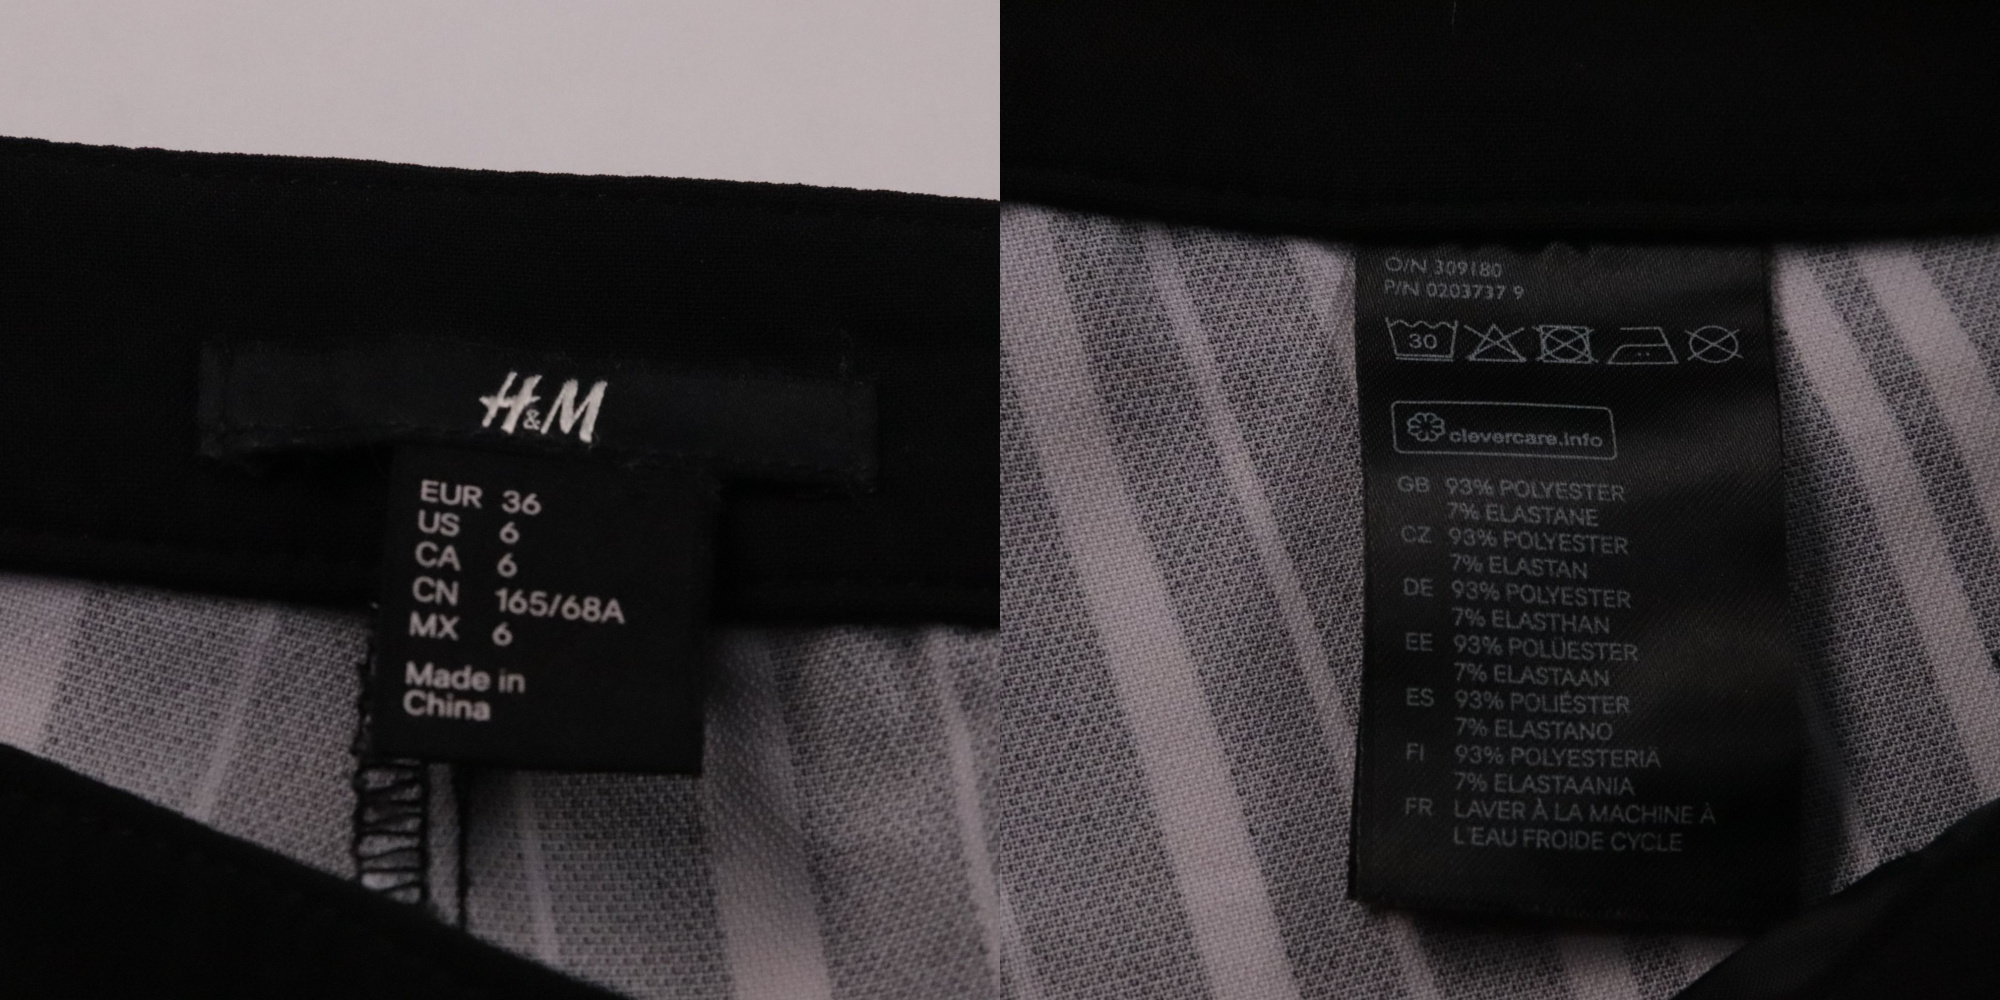 H&M
EUR 36
US 6
CA 6
CN 165/68A
MX 6
Made in
China
O/N 309180
P/N 0203737 9
30
clevercare.info
GB 93% POLYESTER
7% ELASTANE
CZ 93% POLYESTER
7% ELASTAN
DE 93% POLYESTER
7% ELASTHAN
EE 93% POLÜESTER
7% ELASTAAN
ES 93% POLIÉSTER
7% ELASTANO
FI 93% POLYESTERIÄ
7% ELASTAANIA
FR LAVER À LA MACHINE À
L'EAU FROIDE CYCLE